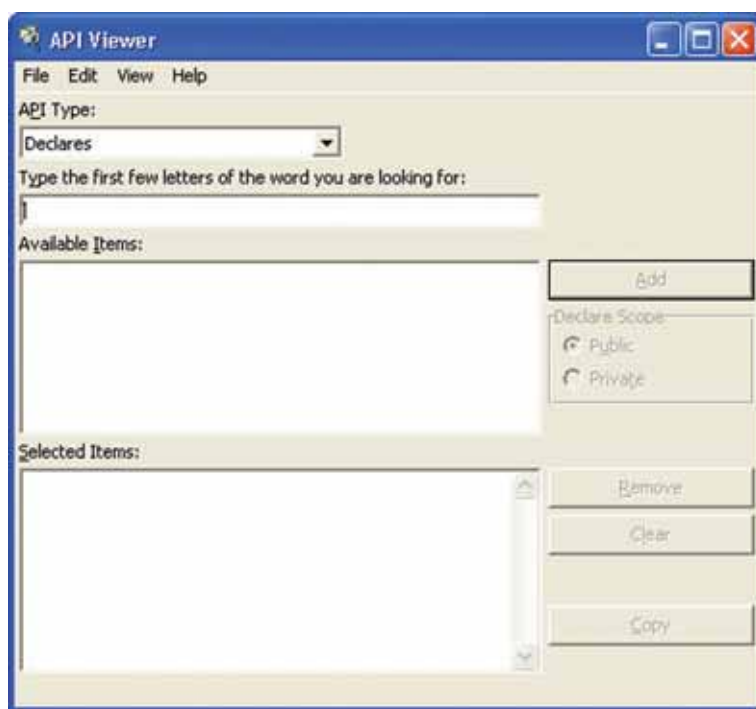 API Viewer
File Edit View Help
API Type:
Declares
Type the first few letters of the word you are looking for:
Available Items:
Add
Declare Scope
Public
Private
Selected Items:
Remove
Clear
Copy